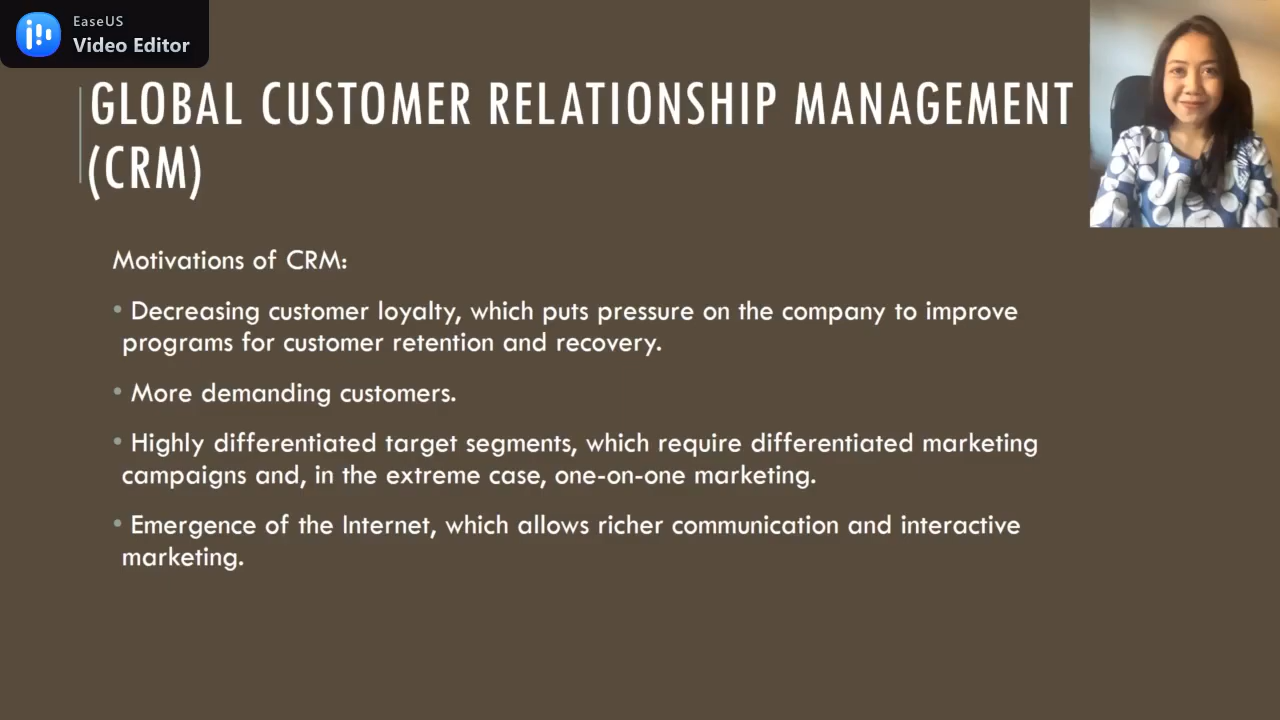 EaseUS
Video Editor
GLOBAL CUSTOMER RELATIONSHIP MANAGEMENT
(CRM)
Motivations of CRM:
• Decreasing customer loyalty, which puts pressure on the company to improve
programs for customer retention and recovery.
• More demanding customers.
• Highly differentiated target segments, which require differentiated marketing
campaigns and, in the extreme case, one-on-one marketing.
• Emergence of the Internet, which allows richer communication and interactive
marketing.